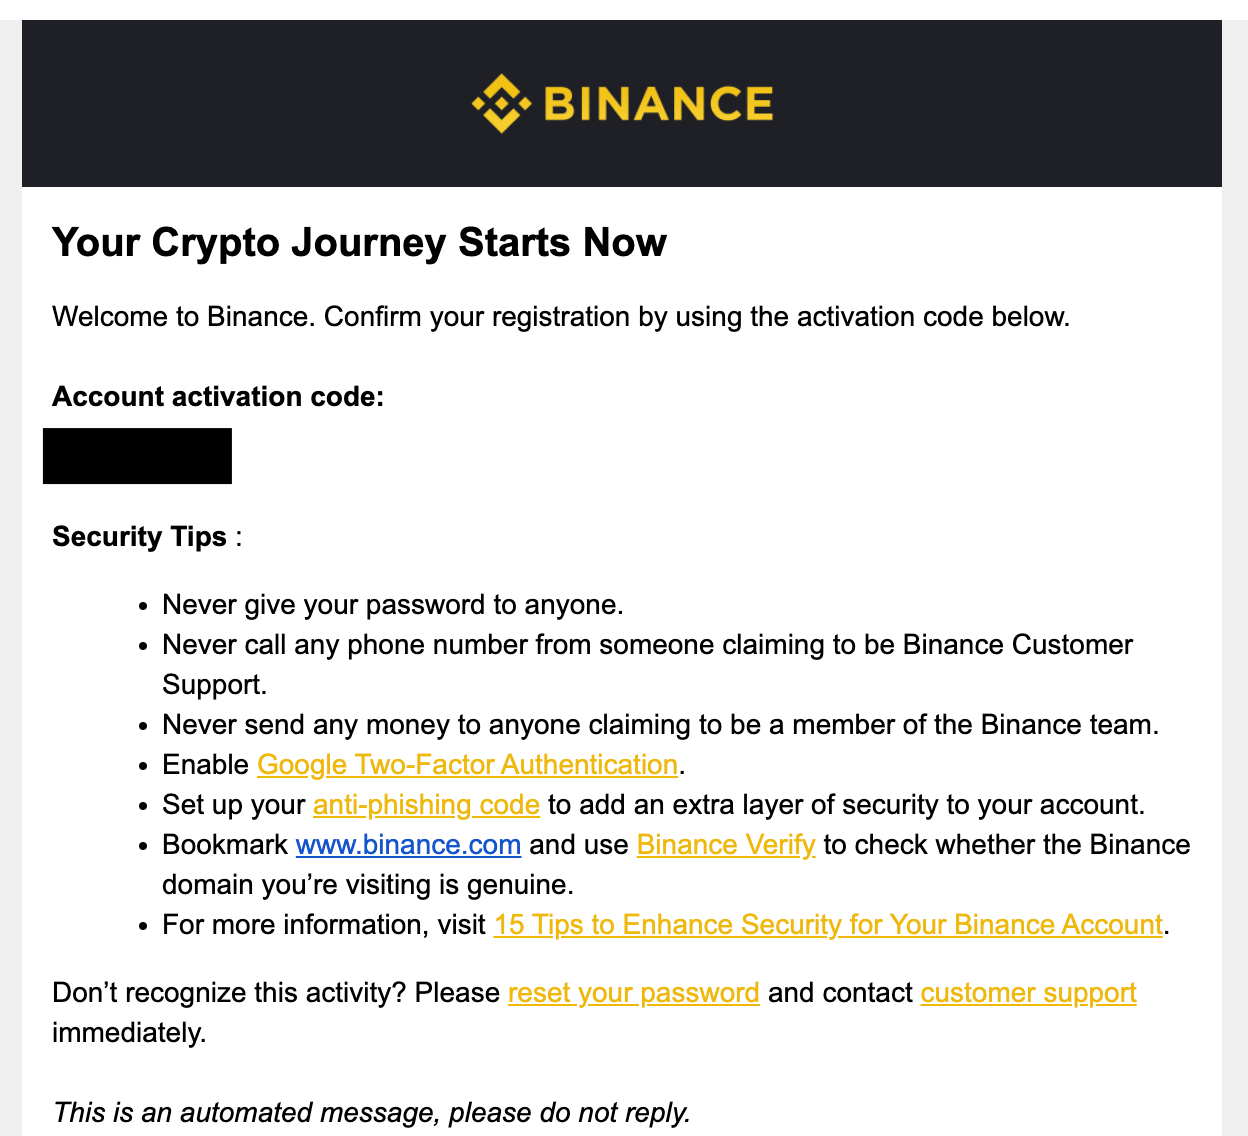 BINANCE
Your Crypto Journey Starts Now
Welcome to Binance. Confirm your registration by using the activation code below.
Account activation code:
Security Tips :
• Never give your password to anyone.
• Never call any phone number from someone claiming to be Binance Customer
Support.
• Never send any money to anyone claiming to be a member of the Binance team.
• Enable Google Two-Factor Authentication.
• Set up your anti-phishing code to add an extra layer of security to your account.
• Bookmark www.binance.com and use Binance Verify to check whether the Binance
domain you’re visiting is genuine.
• For more information, visit 15 Tips to Enhance Security for Your Binance Account.
Don’t recognize this activity? Please reset your password and contact customer support
immediately.
This is an automated message, please do not reply.